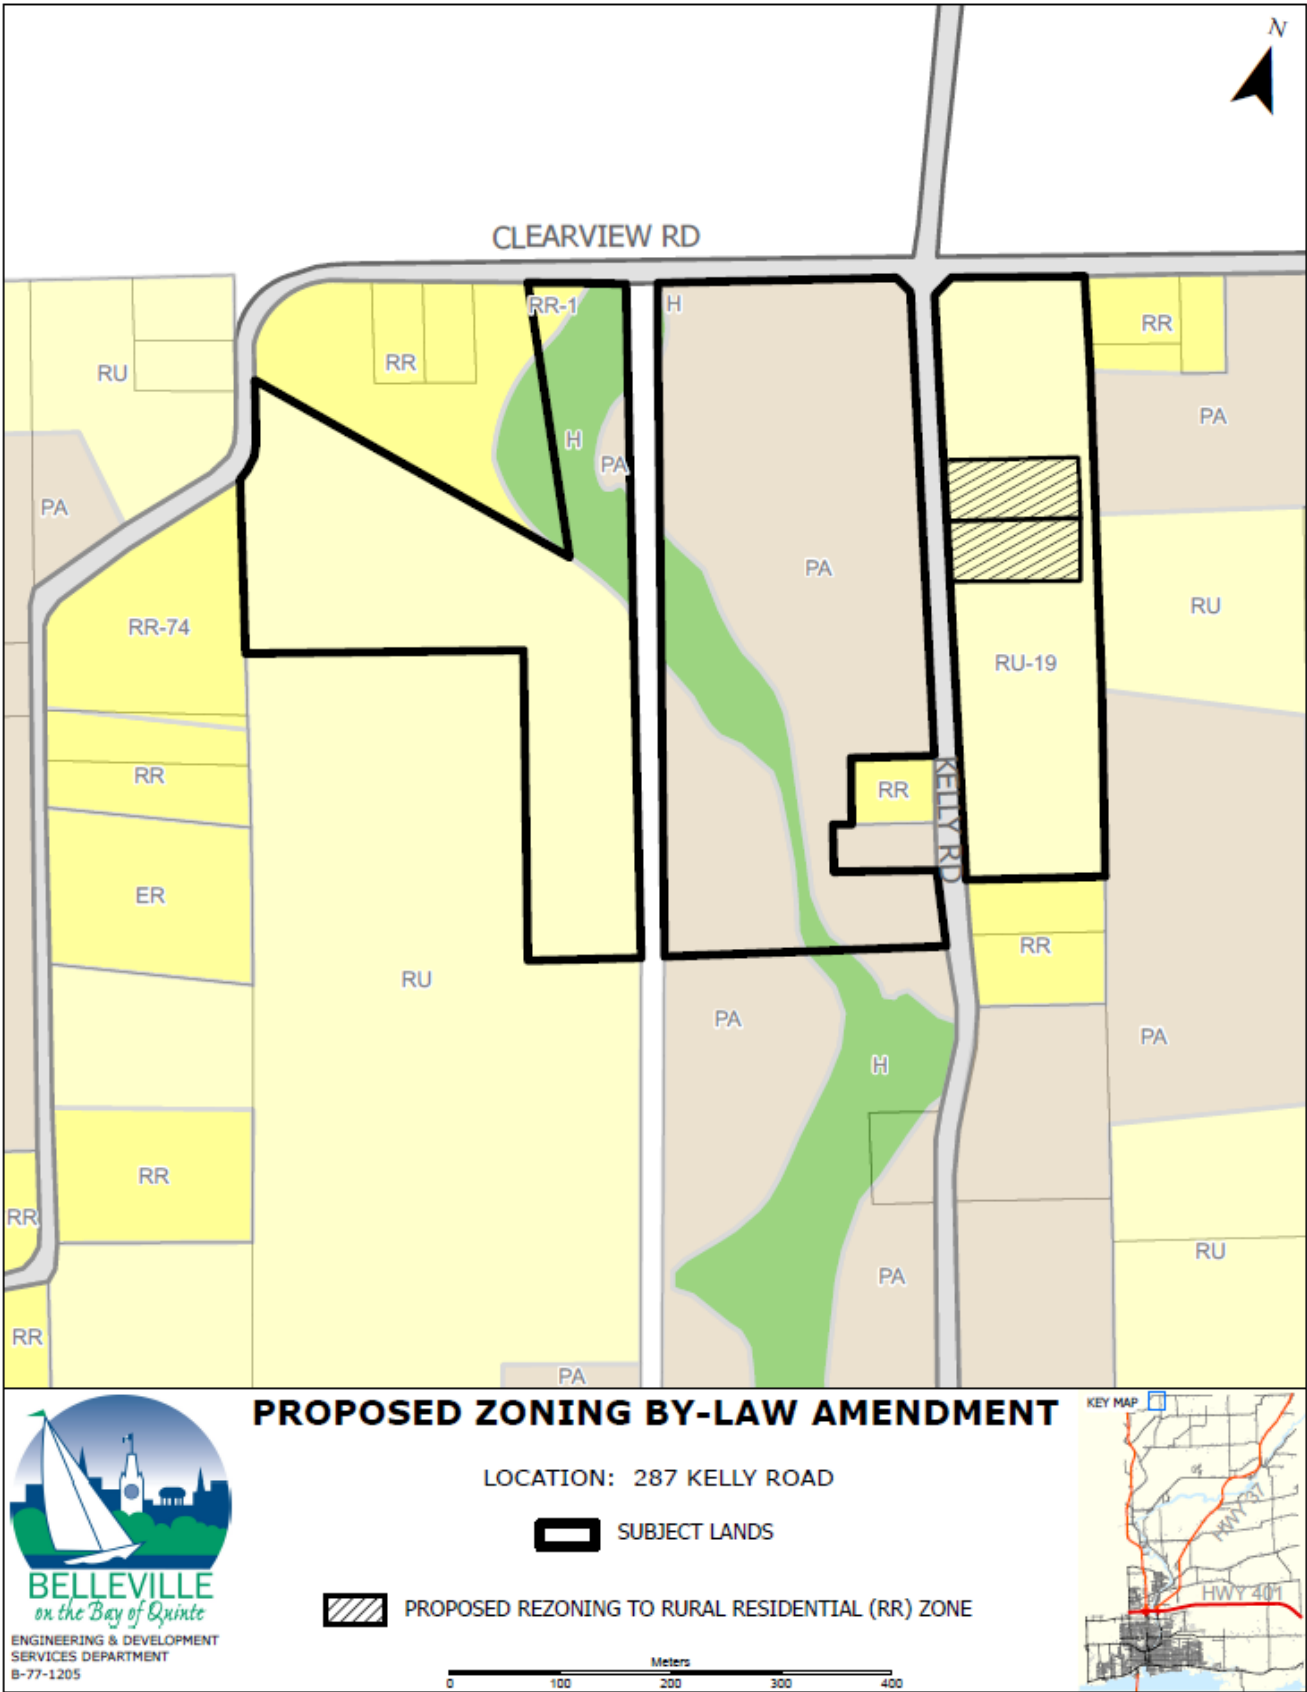 N
CLEARVIEW RD
RR-1
H
RR
RR
RU
PA
H
PA
PA
PA
RU
RR-74
RU-19
RR
RR
KELLY RD
ER
RR
RU
PA
PA
H
RR
RR
PA
RU
RR
PA
PROPOSED ZONING BY-LAW AMENDMENT
KEY MAP
LOCATION: 287 KELLY ROAD
SUBJECT LANDS
HWY 37
HWY 401
PROPOSED REZONING TO RURAL RESIDENTIAL (RR) ZONE
BELLEVILLE
on the Bay of Quinte
ENGINEERING & DEVELOPMENT
SERVICES DEPARTMENT
B-77-1205
Meters
0 100 200 300 400